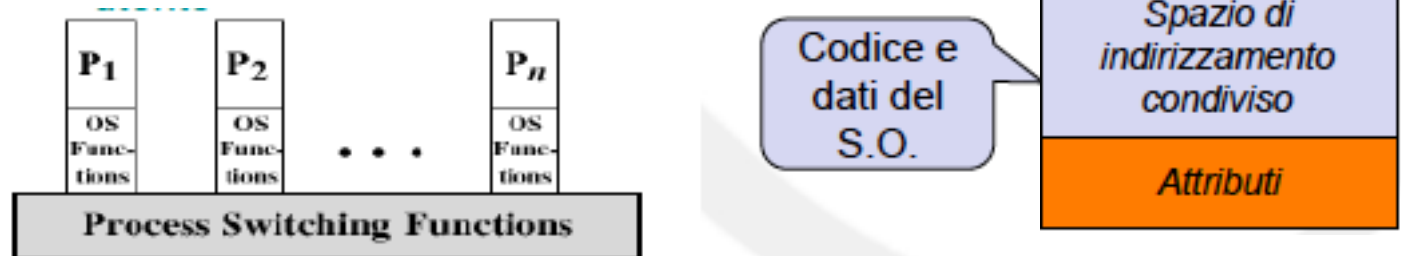 P1
P2
Pn
OS
Func-
tions
OS
Func-
tions
. . .
OS
Func-
tions
Process Switching Functions
Codice e
dati del
S.O.
Spazio di
indirizzamento
condiviso
Attributi